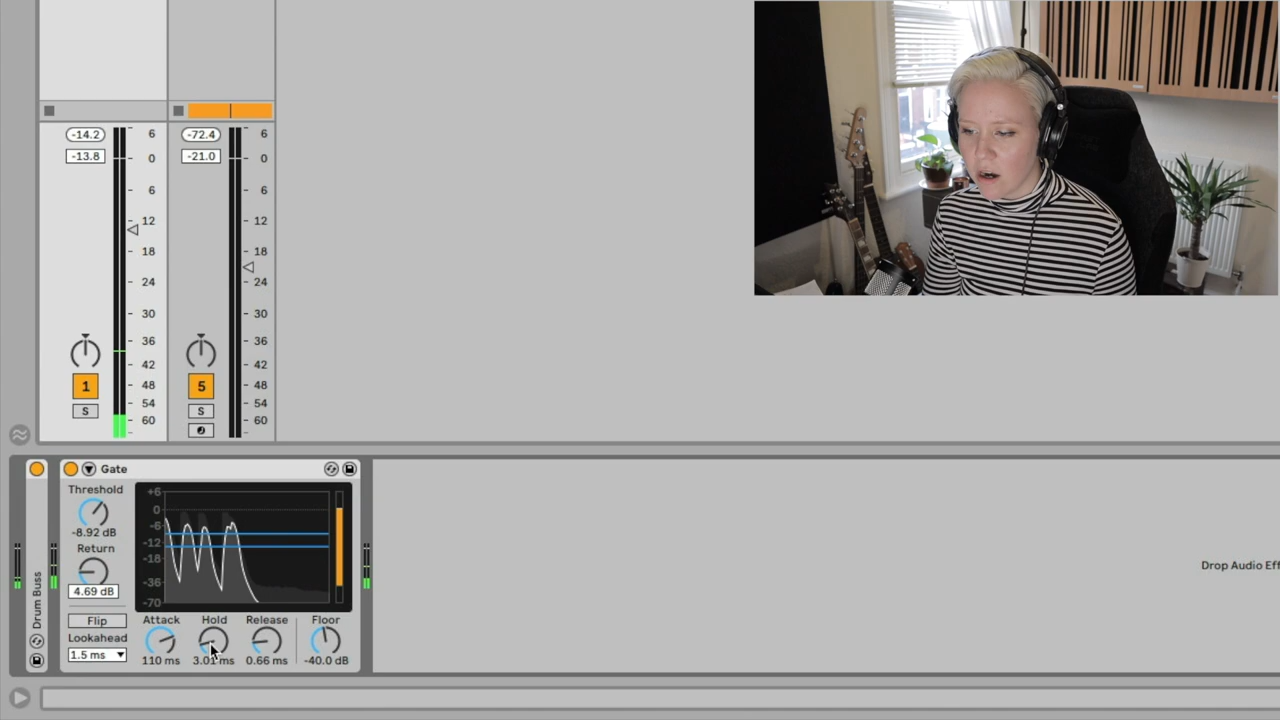 -14.2
-13.8
6
0
6
12
18
24
30
36
42
48
54
60
1
S
-72.4
-21.0
6
0
6
12
18
24
30
36
42
48
54
60
5
S
Drum Buss
Gate
Threshold
-8.92 dB
Return
4.69 dB
Flip
Lookahead
1.5 ms
+6
0
-6
-12
-18
-36
-70
Attack Hold Release Floor
110 ms 3.01 ms 0.66 ms -40.0 dB
Drop Audio Eff